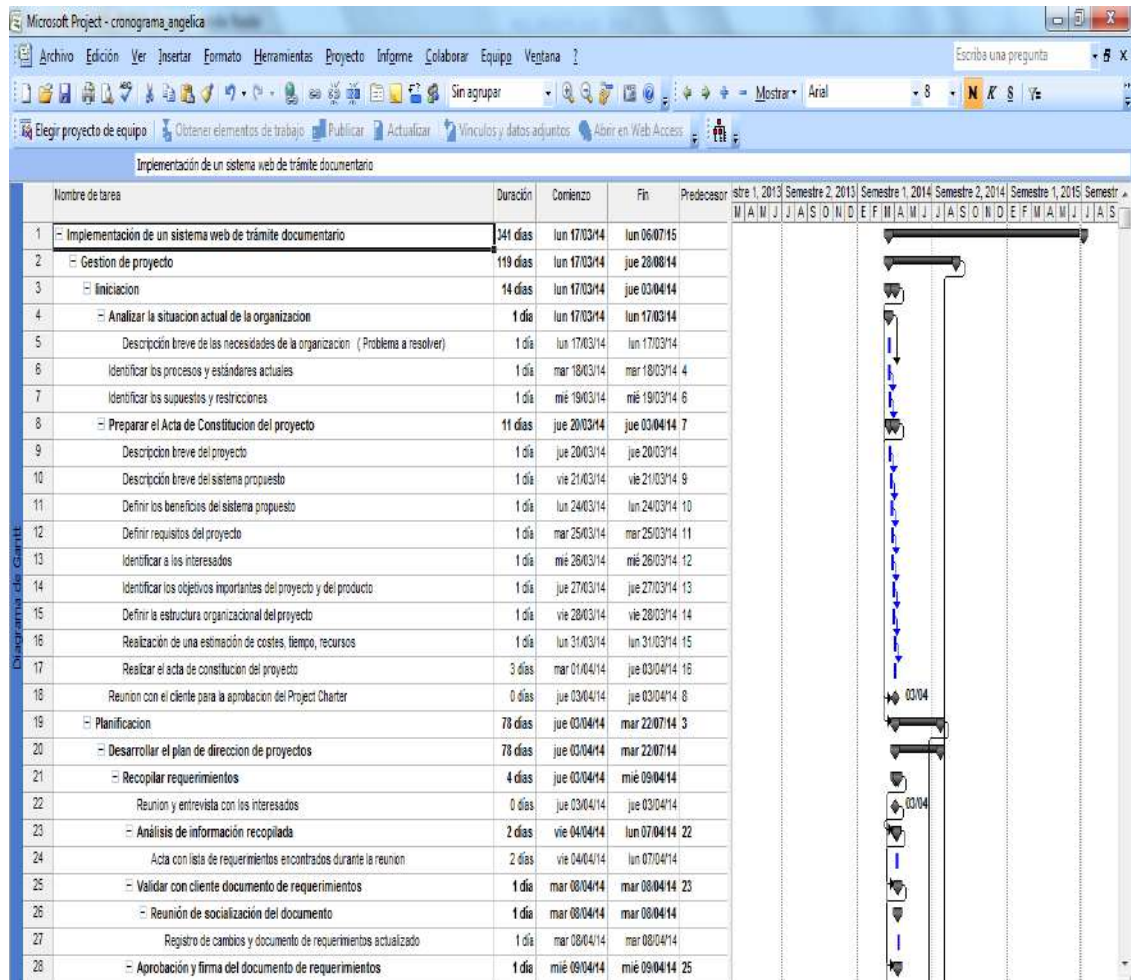 Microsoft Project - cronograma_angelica
Archivo Edición Ver Insertar Formato Herramientas Proyecto Informe Colaborar Equipo Ventana ? Escriba una pregunta
Sin agrupar Mostrar Arial 8 N K S
Elegir proyecto de equipo Obtener elementos de trabajo Publicar Actualizar Vínculos y datos adjuntos Abrir en Web Access
Implementación de un sistema web de trámite documentario
Nombre de tarea Duración Comienzo Fin Predecesor stre 1, 2013 Semestre 2, 2013 Semestre 1, 2014 Semestre 2, 2014 Semestre 1, 2015 Semestr
M A M J J A S O N D E F M A M J J A S O N D E F M A M J J A S
1 Implementación de un sistema web de trámite documentario 341 días lun 17/03/14 lun 06/07/15
2 Gestion de proyecto 119 días lun 17/03/14 jue 28/08/14
3 Iiniciacion 14 días lun 17/03/14 jue 03/04/14
4 Analizar la situacion actual de la organizacion 1 día lun 17/03/14 lun 17/03/14
5 Descripción breve de las necesidades de la organizacion ( Problema a resolver) 1 día lun 17/03/14 lun 17/03/14
6 Identificar los procesos y estándares actuales 1 día mar 18/03/14 mar 18/03/14 4
7 Identificar los supuestos y restricciones 1 día mié 19/03/14 mié 19/03/14 6
8 Preparar el Acta de Constitucion del proyecto 11 días jue 20/03/14 jue 03/04/14 7
9 Descripcion breve del proyecto 1 día jue 20/03/14 jue 20/03/14
10 Descripción breve del sistema propuesto 1 día vie 21/03/14 vie 21/03/14 9
11 Definir los beneficios del sistema propuesto 1 día lun 24/03/14 lun 24/03/14 10
12 Definir requisitos del proyecto 1 día mar 25/03/14 mar 25/03/14 11
13 Identificar a los interesados 1 día mié 26/03/14 mié 26/03/14 12
14 Identificar los objetivos importantes del proyecto y del producto 1 día jue 27/03/14 jue 27/03/14 13
15 Definir la estructura organizacional del proyecto 1 día vie 28/03/14 vie 28/03/14 14
16 Realización de una estimación de costes, tiempo, recursos 1 día lun 31/03/14 lun 31/03/14 15
17 Realizar el acta de constitucion del proyecto 3 días mar 01/04/14 jue 03/04/14 16
18 Reunion con el cliente para la aprobacion del Project Charter 0 días jue 03/04/14 jue 03/04/14 8 03/04
19 Planificacion 78 días jue 03/04/14 mar 22/07/14 3
20 Desarrollar el plan de direccion de proyectos 78 días jue 03/04/14 mar 22/07/14
21 Recopilar requerimientos 4 días jue 03/04/14 mié 09/04/14
22 Reunion y entrevista con los interesados 0 días jue 03/04/14 jue 03/04/14 03/04
23 Análisis de información recopilada 2 días vie 04/04/14 lun 07/04/14 22
24 Acta con lista de requerimientos encontrados durante la reunion 2 días vie 04/04/14 lun 07/04/14
25 Validar con cliente documento de requerimientos 1 día mar 08/04/14 mar 08/04/14 23
26 Reunión de socialización del documento 1 día mar 08/04/14 mar 08/04/14
27 Registro de cambios y documento de requerimientos actualizado 1 día mar 08/04/14 mar 08/04/14
28 Aprobación y firma del documento de requerimientos 1 día mié 09/04/14 mié 09/04/14 25
Diagrama de Gantt